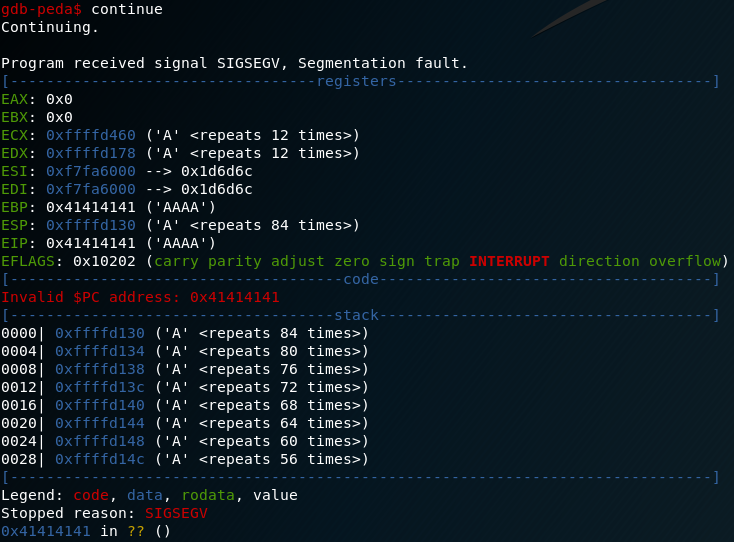 gdb-peda$ continue
Continuing.

Program received signal SIGSEGV, Segmentation fault.
[----------------------------------registers-----------------------------------]
EAX: 0x0
EBX: 0x0
ECX: 0xffffd460 ('A' <repeats 12 times>)
EDX: 0xffffd178 ('A' <repeats 12 times>)
ESI: 0xf7fa6000 --> 0x1d6d6c
EDI: 0xf7fa6000 --> 0x1d6d6c
EBP: 0x41414141 ('AAAA')
ESP: 0xffffd130 ('A' <repeats 84 times>)
EIP: 0x41414141 ('AAAA')
EFLAGS: 0x10202 (carry parity adjust zero sign trap INTERRUPT direction overflow)
[-------------------------------------code-------------------------------------]
Invalid $PC address: 0x41414141
[------------------------------------stack-------------------------------------]
0000| 0xffffd130 ('A' <repeats 84 times>)
0004| 0xffffd134 ('A' <repeats 80 times>)
0008| 0xffffd138 ('A' <repeats 76 times>)
0012| 0xffffd13c ('A' <repeats 72 times>)
0016| 0xffffd140 ('A' <repeats 68 times>)
0020| 0xffffd144 ('A' <repeats 64 times>)
0024| 0xffffd148 ('A' <repeats 60 times>)
0028| 0xffffd14c ('A' <repeats 56 times>)
[------------------------------------------------------------------------------]
Legend: code, data, rodata, value
Stopped reason: SIGSEGV
0x41414141 in ?? ()